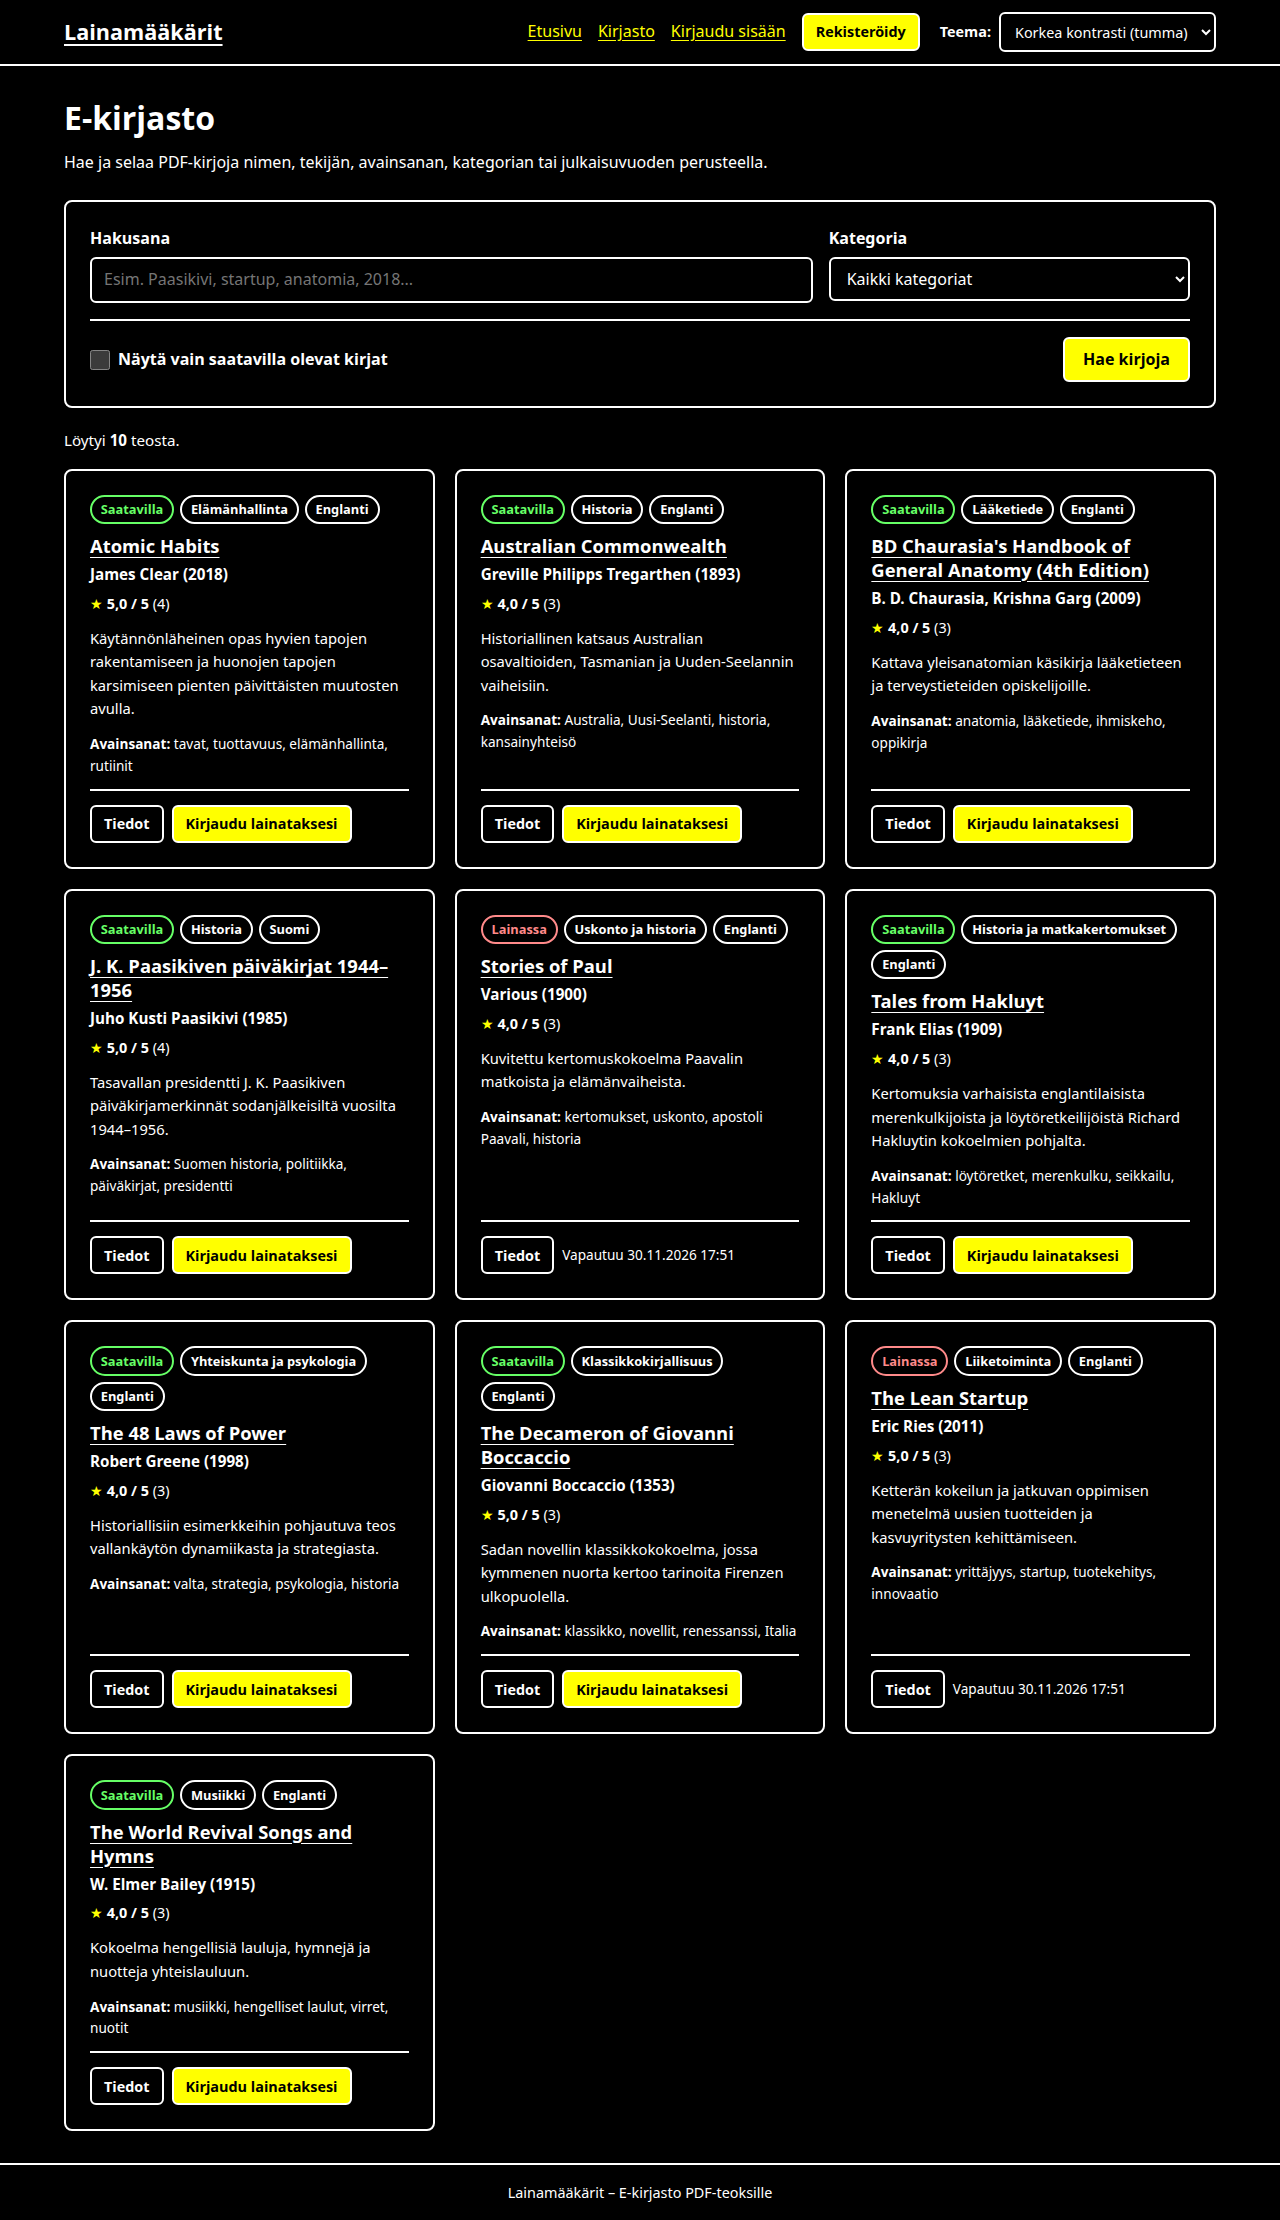 Lainamääkärit
Etusivu Kirjasto Kirjaudu sisään Rekisteröidy Teema: Korkea kontrasti (tumma)
E-kirjasto
Hae ja selaa PDF-kirjoja nimen, tekijän, avainsanan, kategorian tai julkaisuvuoden perusteella.
Hakusana
Esim. Paasikivi, startup, anatomia, 2018...
Kategoria
Kaikki kategoriat
Näytä vain saatavilla olevat kirjat
Hae kirjoja
Löytyi 10 teosta.
Saatavilla Elämänhallinta Englanti
Atomic Habits
James Clear (2018)
★ 5,0 / 5 (4)
Käytännönläheinen opas hyvien tapojen
rakentamiseen ja huonojen tapojen
karsimiseen pienten päivittäisten muutosten
avulla.
Avainsanat: tavat, tuottavuus, elämänhallinta,
rutiinit
Tiedot Kirjaudu lainataksesi
Saatavilla Historia Englanti
Australian Commonwealth
Greville Philipps Tregarthen (1893)
★ 4,0 / 5 (3)
Historiallinen katsaus Australian
osavaltioiden, Tasmanian ja Uuden-Seelannin
vaiheisiin.
Avainsanat: Australia, Uusi-Seelanti, historia,
kansainyhteisö
Tiedot Kirjaudu lainataksesi
Saatavilla Lääketiede Englanti
BD Chaurasia's Handbook of
General Anatomy (4th Edition)
B. D. Chaurasia, Krishna Garg (2009)
★ 4,0 / 5 (3)
Kattava yleisanatomian käsikirja lääketieteen
ja terveystieteiden opiskelijoille.
Avainsanat: anatomia, lääketiede, ihmiskeho,
oppikirja
Tiedot Kirjaudu lainataksesi
Saatavilla Historia Suomi
J. K. Paasikiven päiväkirjat 1944–
1956
Juho Kusti Paasikivi (1985)
★ 5,0 / 5 (4)
Tasavallan presidentti J. K. Paasikiven
päiväkirjamerkinnät sodanjälkeisiltä vuosilta
1944–1956.
Avainsanat: Suomen historia, politiikka,
päiväkirjat, presidentti
Tiedot Kirjaudu lainataksesi
Lainassa Uskonto ja historia Englanti
Stories of Paul
Various (1900)
★ 4,0 / 5 (3)
Kuvitettu kertomuskokoelma Paavalin
matkoista ja elämänvaiheista.
Avainsanat: kertomukset, uskonto, apostoli
Paavali, historia
Tiedot Vapautuu 30.11.2026 17:51
Saatavilla Historia ja matkakertomukset
Englanti
Tales from Hakluyt
Frank Elias (1909)
★ 4,0 / 5 (3)
Kertomuksia varhaisista englantilaisista
merenkulkijoista ja löytöretkeilijöistä Richard
Hakluytin kokoelmien pohjalta.
Avainsanat: löytöretket, merenkulku, seikkailu,
Hakluyt
Tiedot Kirjaudu lainataksesi
Saatavilla Yhteiskunta ja psykologia
Englanti
The 48 Laws of Power
Robert Greene (1998)
★ 4,0 / 5 (3)
Historiallisiin esimerkkeihin pohjautuva teos
vallankäytön dynamiikasta ja strategiasta.
Avainsanat: valta, strategia, psykologia, historia
Tiedot Kirjaudu lainataksesi
Saatavilla Klassikkokirjallisuus
Englanti
The Decameron of Giovanni
Boccaccio
Giovanni Boccaccio (1353)
★ 5,0 / 5 (3)
Sadan novellin klassikkokokoelma, jossa
kymmenen nuorta kertoo tarinoita Firenzen
ulkopuolella.
Avainsanat: klassikko, novellit, renessanssi, Italia
Tiedot Kirjaudu lainataksesi
Lainassa Liiketoiminta Englanti
The Lean Startup
Eric Ries (2011)
★ 5,0 / 5 (3)
Ketterän kokeilun ja jatkuvan oppimisen
menetelmä uusien tuotteiden ja
kasvuyritysten kehittämiseen.
Avainsanat: yrittäjyys, startup, tuotekehitys,
innovaatio
Tiedot Vapautuu 30.11.2026 17:51
Saatavilla Musiikki Englanti
The World Revival Songs and
Hymns
W. Elmer Bailey (1915)
★ 4,0 / 5 (3)
Kokoelma hengellisiä lauluja, hymnejä ja
nuotteja yhteislauluun.
Avainsanat: musiikki, hengelliset laulut, virret,
nuotit
Tiedot Kirjaudu lainataksesi
Lainamääkärit – E-kirjasto PDF-teoksille